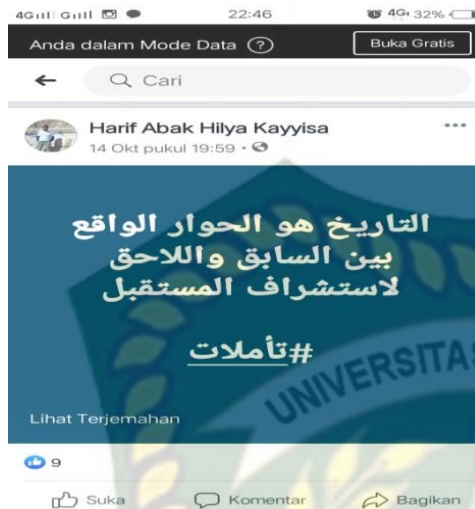 4G 22:46 4G 32%
Anda dalam Mode Data ? Buka Gratis
Cari
Harif Abak Hilya Kayyisa
14 Okt pukul 19:59
التاريخ هو الحوار الواقع
بين السابق واللاحق
لاستشراف المستقبل
#تأملات
UNIVERSITAS
Lihat Terjemahan
9
Suka Komentar Bagikan